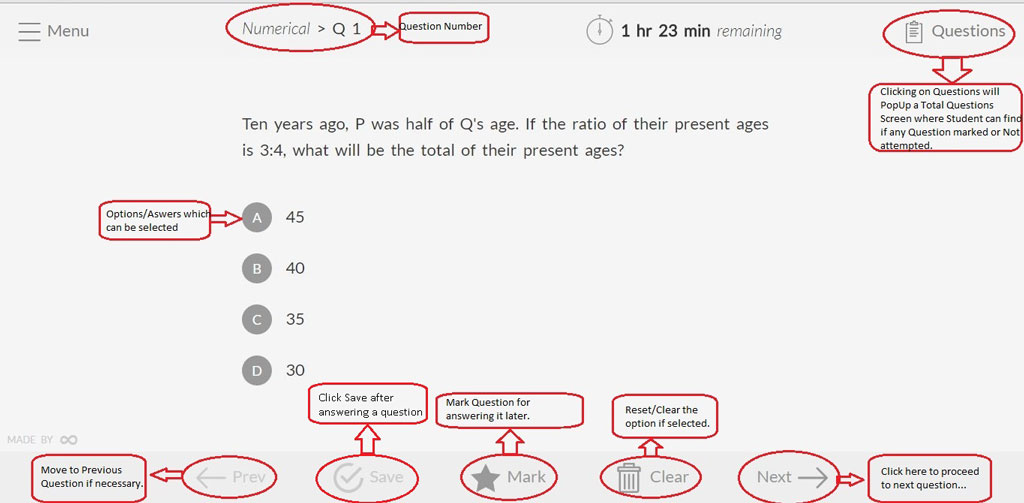 Menu
Numerical > Q 1
Question Number
1 hr 23 min remaining
Questions
Clicking on Questions will
PopUp a Total Questions
Screen where Student can find
if any Question marked or Not
attempted.
Ten years ago, P was half of Q's age. If the ratio of their present ages
is 3:4, what will be the total of their present ages?
Options/Aswers which
can be selected
A 45
B 40
C 35
D 30
Click Save after
answering a question
Mark Question for
answering it later.
Reset/Clear the
option if selected.
MADE BY
Move to Previous
Question if necessary.
Prev
Save
Mark
Clear
Next
Click here to proceed
to next question...